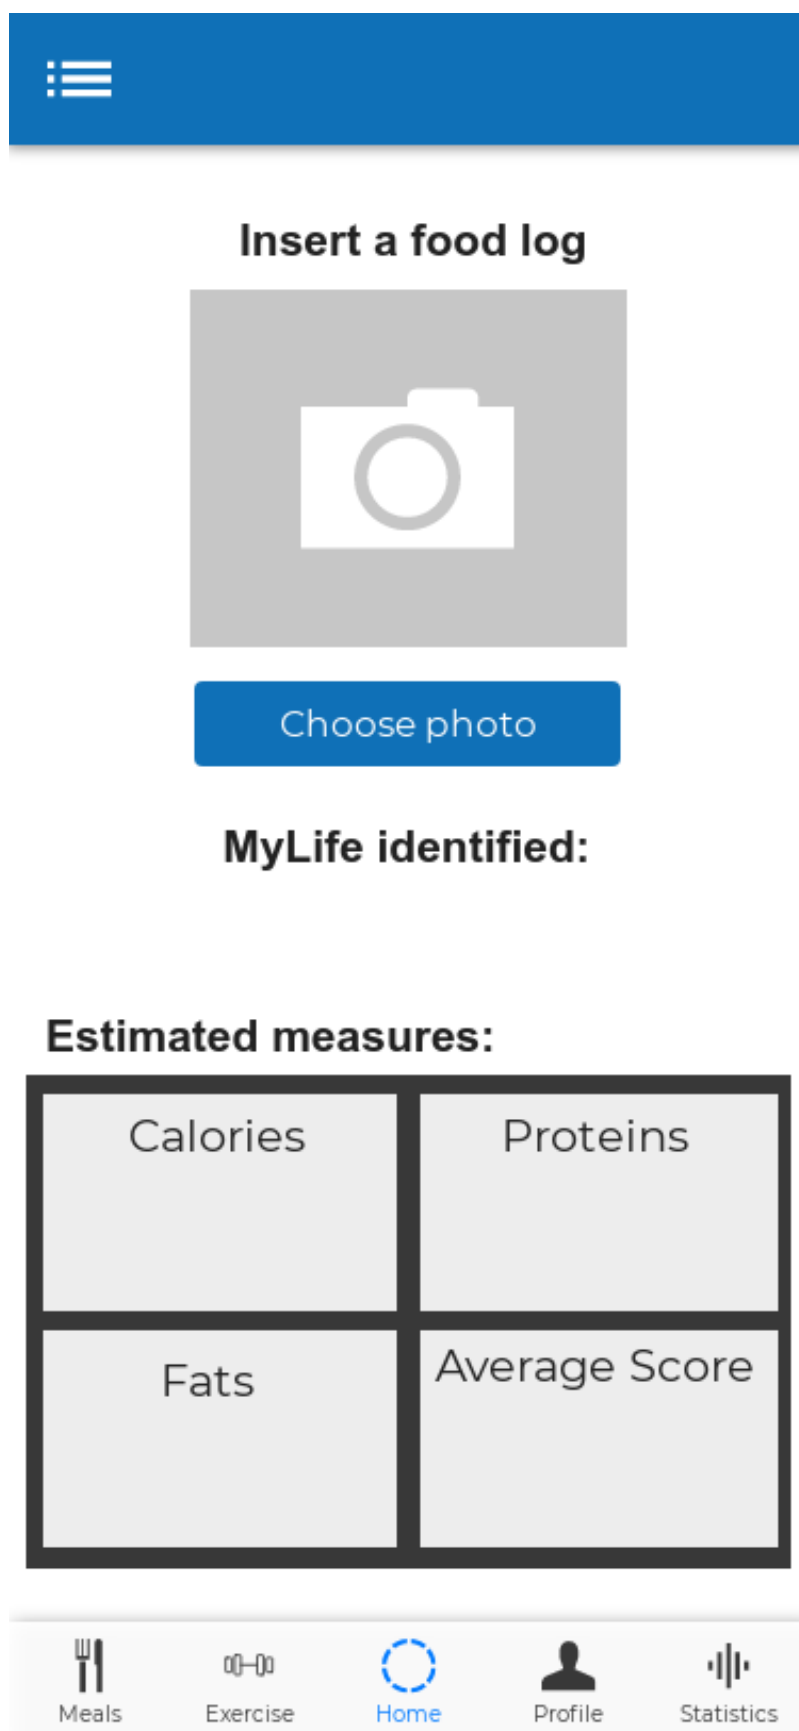 Insert a food log
Choose photo
MyLife identified:
Estimated measures:
Calories
Proteins
Fats
Average Score
Meals
Exercise
Home
Profile
Statistics